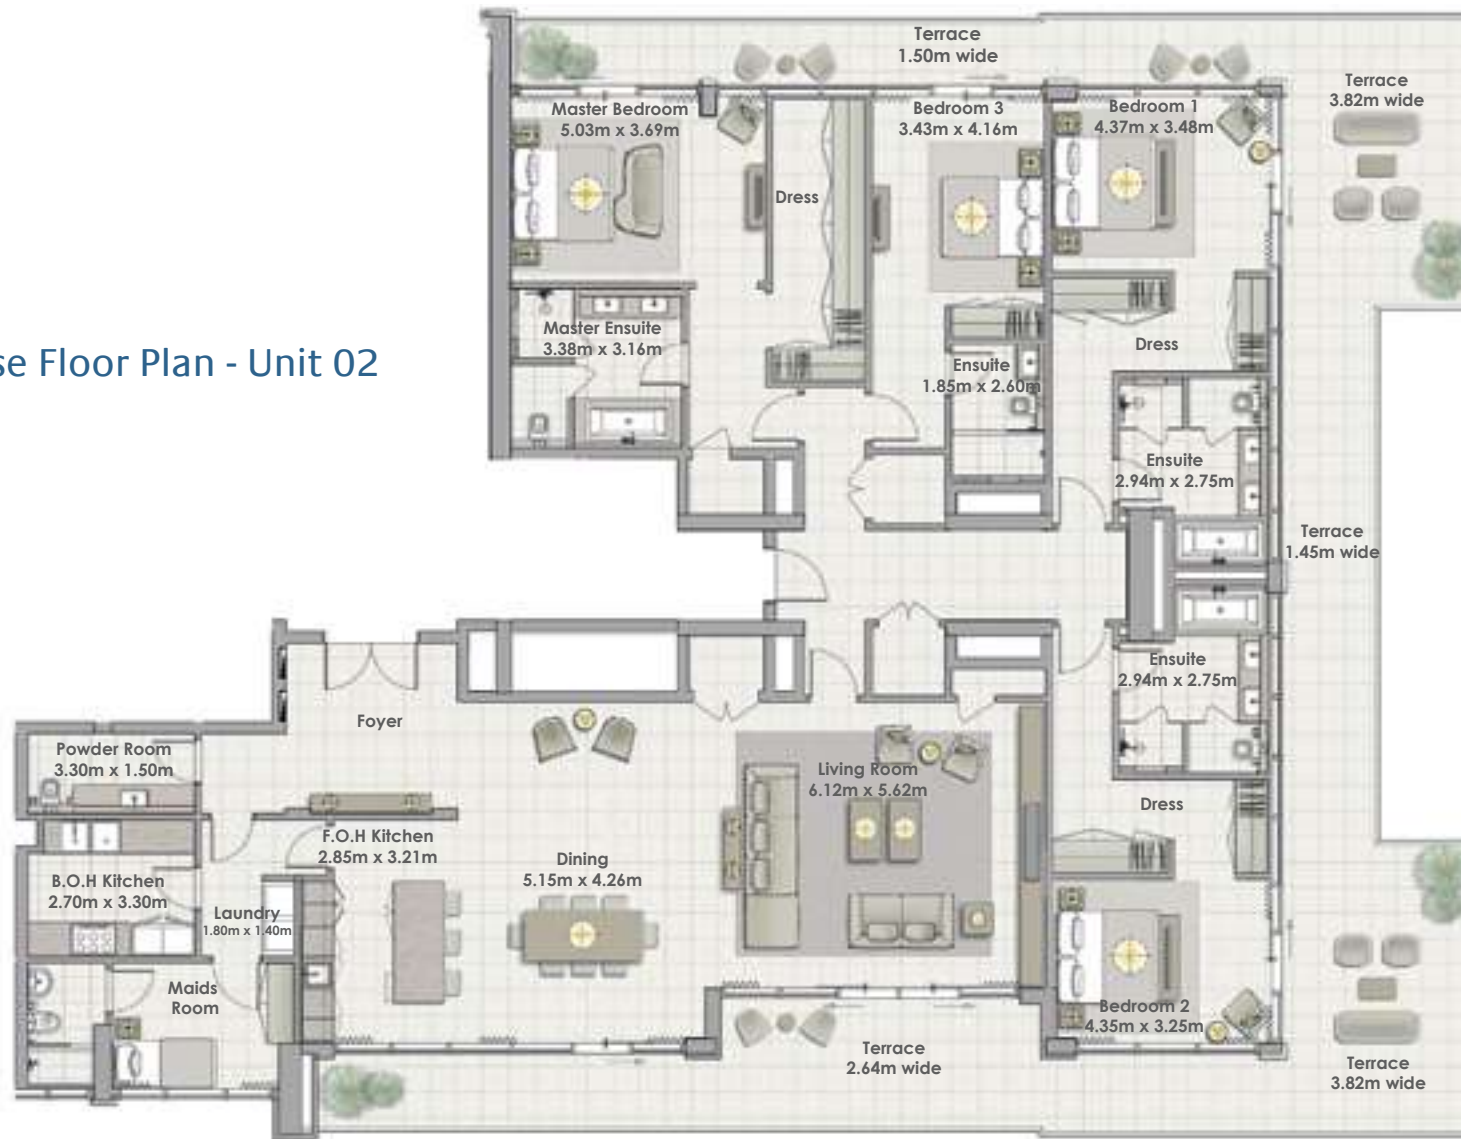 Terrace
1.50m wide
Terrace
3.82m wide
Master Bedroom
5.03m x 3.69m
Bedroom 3
3.43m x 4.16m
Bedroom 1
4.37m x 3.48m
Dress
Master Ensuite
3.38m x 3.16m
Dress
se Floor Plan - Unit 02
Ensuite
1.85m x 2.60m
Ensuite
2.94m x 2.75m
Terrace
1.45m wide
Ensuite
2.94m x 2.75m
Foyer
Powder Room
3.30m x 1.50m
Living Room
6.12m x 5.62m
Dress
F.O.H Kitchen
2.85m x 3.21m
Dining
5.15m x 4.26m
B.O.H Kitchen
2.70m x 3.30m
Laundry
1.80m x 1.40m
Maids
Room
Bedroom 2
4.35m x 3.25m
Terrace
2.64m wide
Terrace
3.82m wide